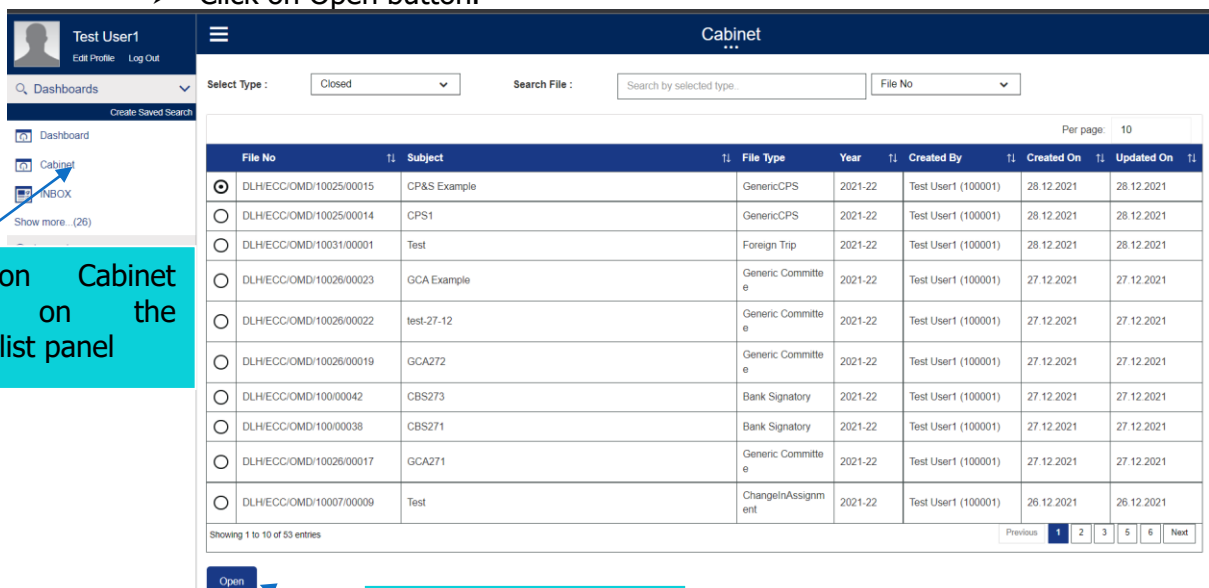 Click on Open button.
Test User1
Edit Profile Log Out
Dashboards
Create Saved Search
Dashboard
Cabinet
INBOX
Show more...(26)
on Cabinet
on the
list panel
Cabinet
Select Type : Closed Search File : Search by selected type.. File No
Per page: 10
File No Subject File Type Year Created By Created On Updated On
DLH/ECC/OMD/10025/00015 CP&S Example GenericCPS 2021-22 Test User1 (100001) 28.12.2021 28.12.2021
DLH/ECC/OMD/10025/00014 CPS1 GenericCPS 2021-22 Test User1 (100001) 28.12.2021 28.12.2021
DLH/ECC/OMD/10031/00001 Test Foreign Trip 2021-22 Test User1 (100001) 28.12.2021 28.12.2021
DLH/ECC/OMD/10026/00023 GCA Example Generic Committe 2021-22 Test User1 (100001) 27.12.2021 27.12.2021
e
DLH/ECC/OMD/10026/00022 test-27-12 Generic Committe 2021-22 Test User1 (100001) 27.12.2021 27.12.2021
e
DLH/ECC/OMD/10026/00019 GCA272 Generic Committe 2021-22 Test User1 (100001) 27.12.2021 27.12.2021
e
DLH/ECC/OMD/100/00042 CBS273 Bank Signatory 2021-22 Test User1 (100001) 27.12.2021 27.12.2021
DLH/ECC/OMD/100/00038 CBS271 Bank Signatory 2021-22 Test User1 (100001) 27.12.2021 27.12.2021
DLH/ECC/OMD/10026/00017 GCA271 Generic Committe 2021-22 Test User1 (100001) 27.12.2021 27.12.2021
e
DLH/ECC/OMD/10007/00009 Test ChangeInAssignm 2021-22 Test User1 (100001) 26.12.2021 26.12.2021
ent
Showing 1 to 10 of 53 entries Previous 1 2 3 5 6 Next
Open